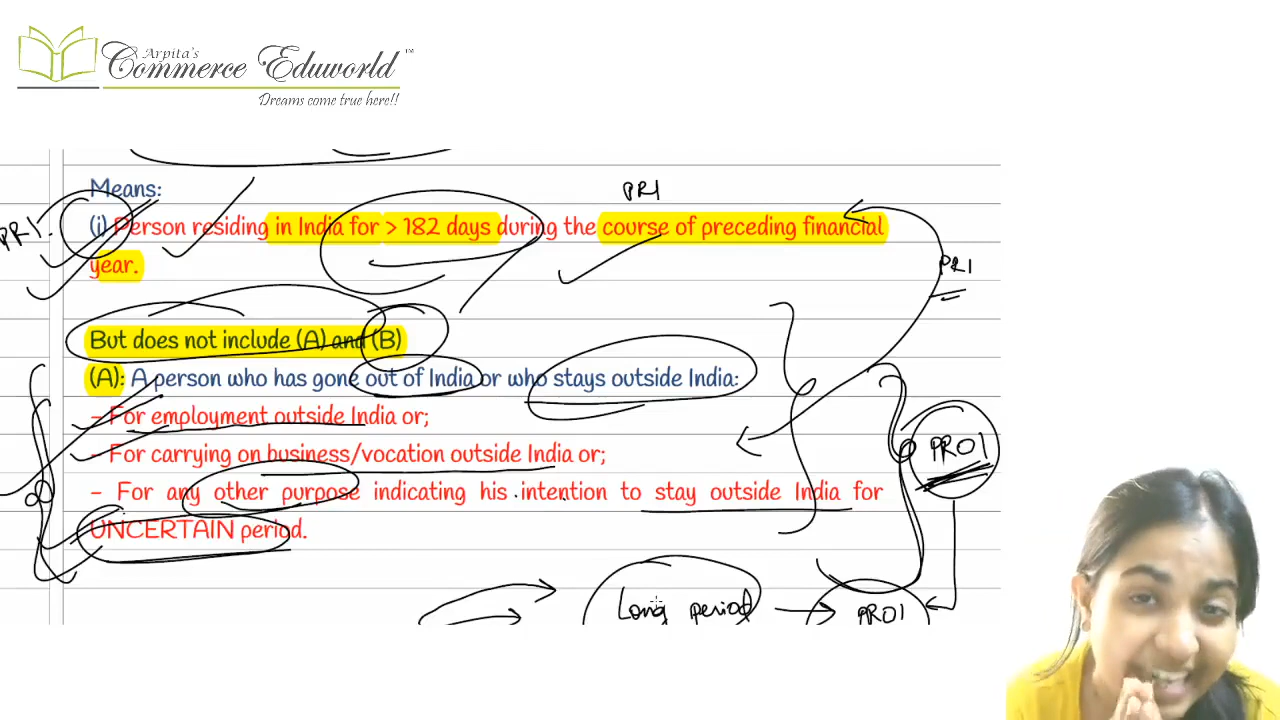 Arpita's
Commerce Eduworld™
Dreams come true here!!
Means:
PRI
PRI.
(i) Person residing in India for > 182 days during the course of preceding financial
year.
PRI
But does not include (A) and (B)
(A): A person who has gone out of India or who stays outside India:
- For employment outside India or;
- For carrying on business/vocation outside India or;
PROI
- For any other purpose indicating his intention to stay outside India for
UNCERTAIN period.
Long period
PROI